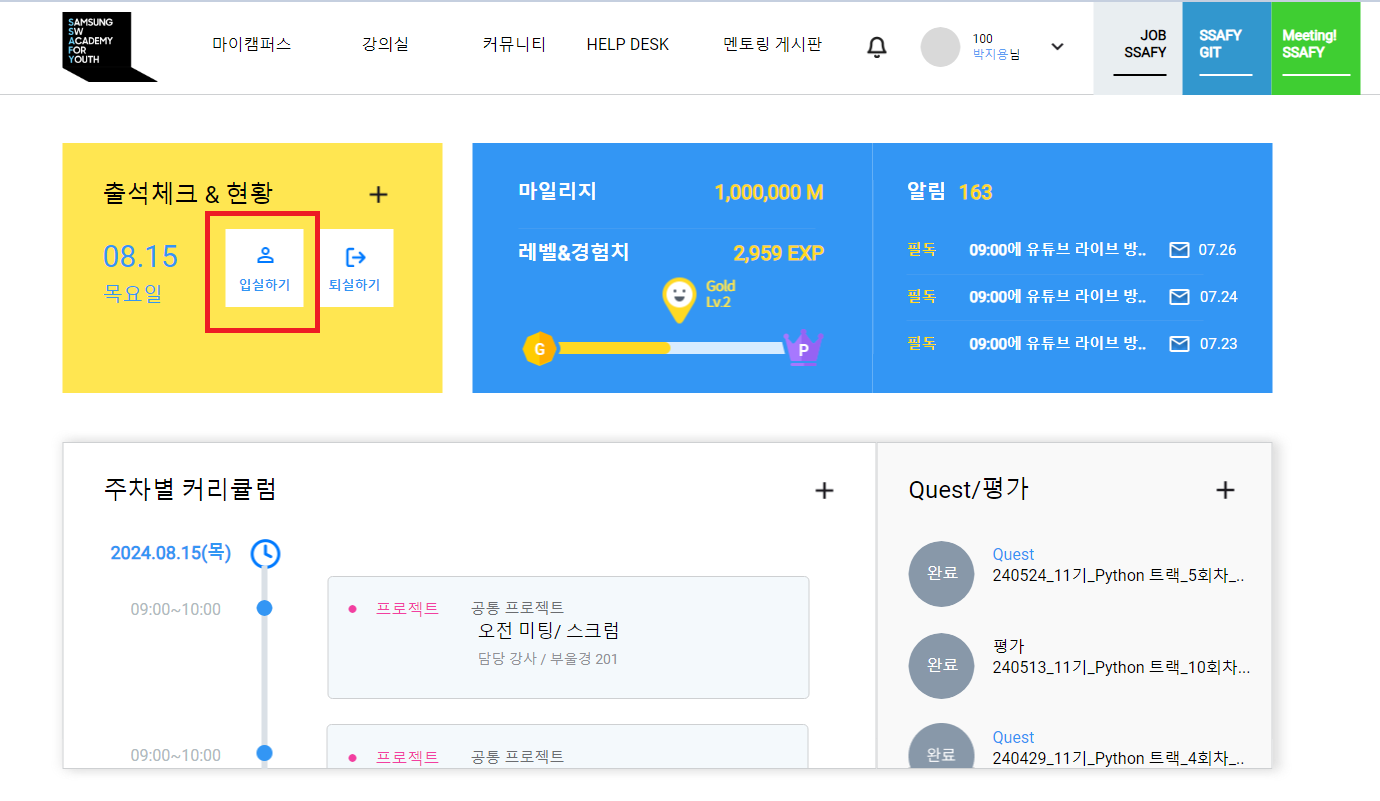 SAMSUNG
SW
ACADEMY
FOR
YOUTH
마이캠퍼스
강의실
커뮤니티
HELP DESK
멘토링 게시판
100
박지용님
JOB
SSAFY
SSAFY
GIT
Meeting!
SSAFY
출석체크 & 현황
08.15
목요일
입실하기
퇴실하기
마일리지 1,000,000 M
레벨&경험치 2,959 EXP
Gold
Lv.2
G
P
알림 163
필독 09:00에 유튜브 라이브 방.. 07.26
필독 09:00에 유튜브 라이브 방.. 07.24
필독 09:00에 유튜브 라이브 방.. 07.23
주차별 커리큘럼
2024.08.15(목)
09:00~10:00
프로젝트 공통 프로젝트
오전 미팅/ 스크럼
담당 강사 / 부울경 201
09:00~10:00
프로젝트 공통 프로젝트
Quest/평가
완료
Quest
240524_11기_Python 트랙_5회차_..
완료
평가
240513_11기_Python 트랙_10회차...
완료
Quest
240429_11기_Python 트랙_4회차_..